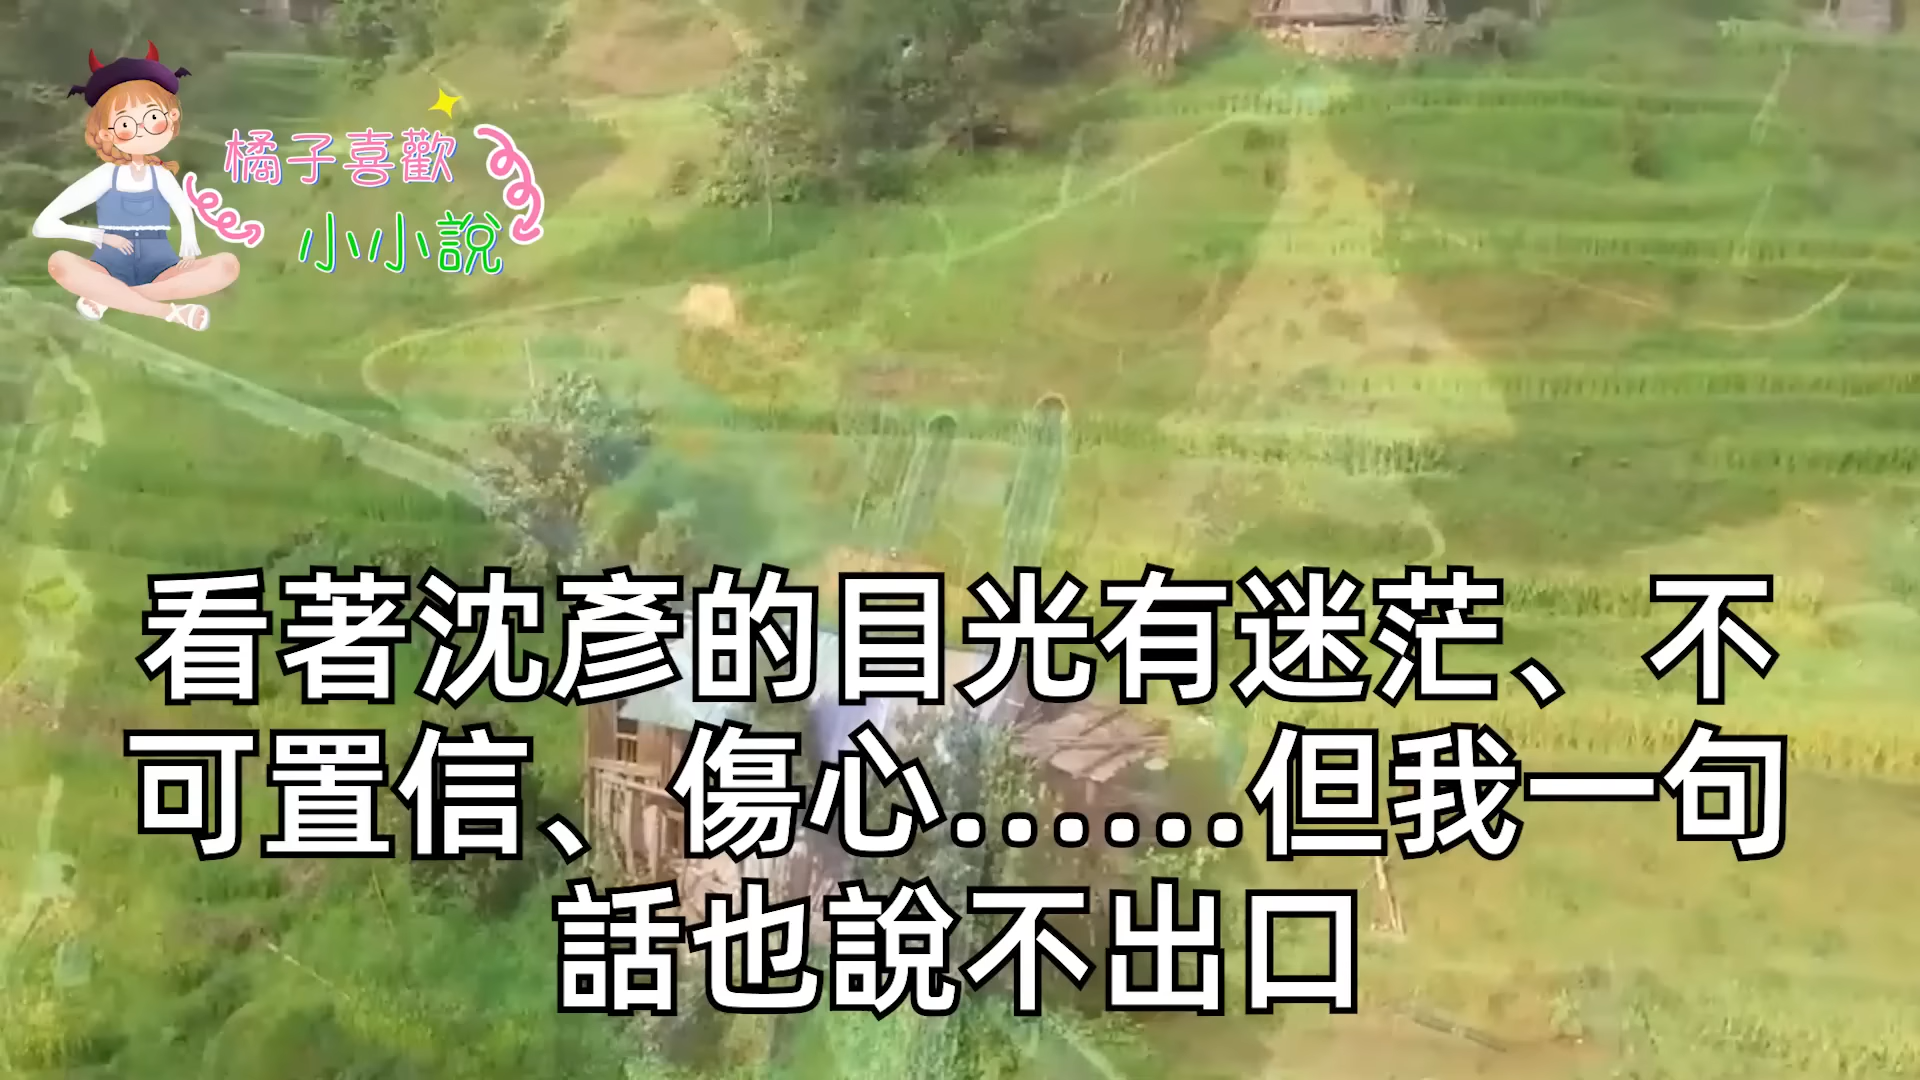 橘子喜歡
小小說
看著沈彥的目光有迷茫、不
可置信、傷心......但我一句
話也說不出口